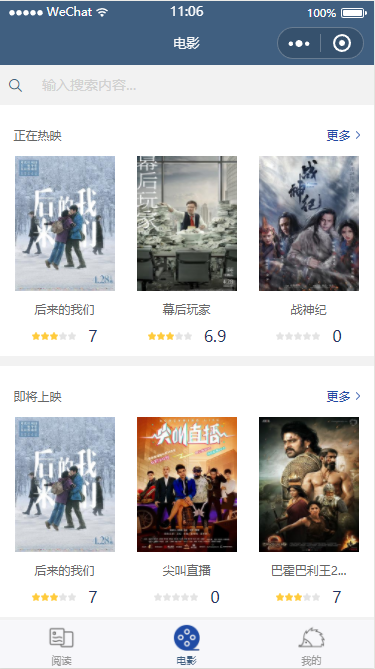 WeChat 11:06 100%
电影
输入搜索内容...
正在热映 更多
后来的我们
幕后玩家
战神纪
1.28
后来的我们 幕后玩家 战神纪
7 6.9 0
即将上映 更多
后来的我们
尖叫直播
1.28
后来的我们 尖叫直播 巴霍巴利王2...
7 0 7
阅读 电影 我的